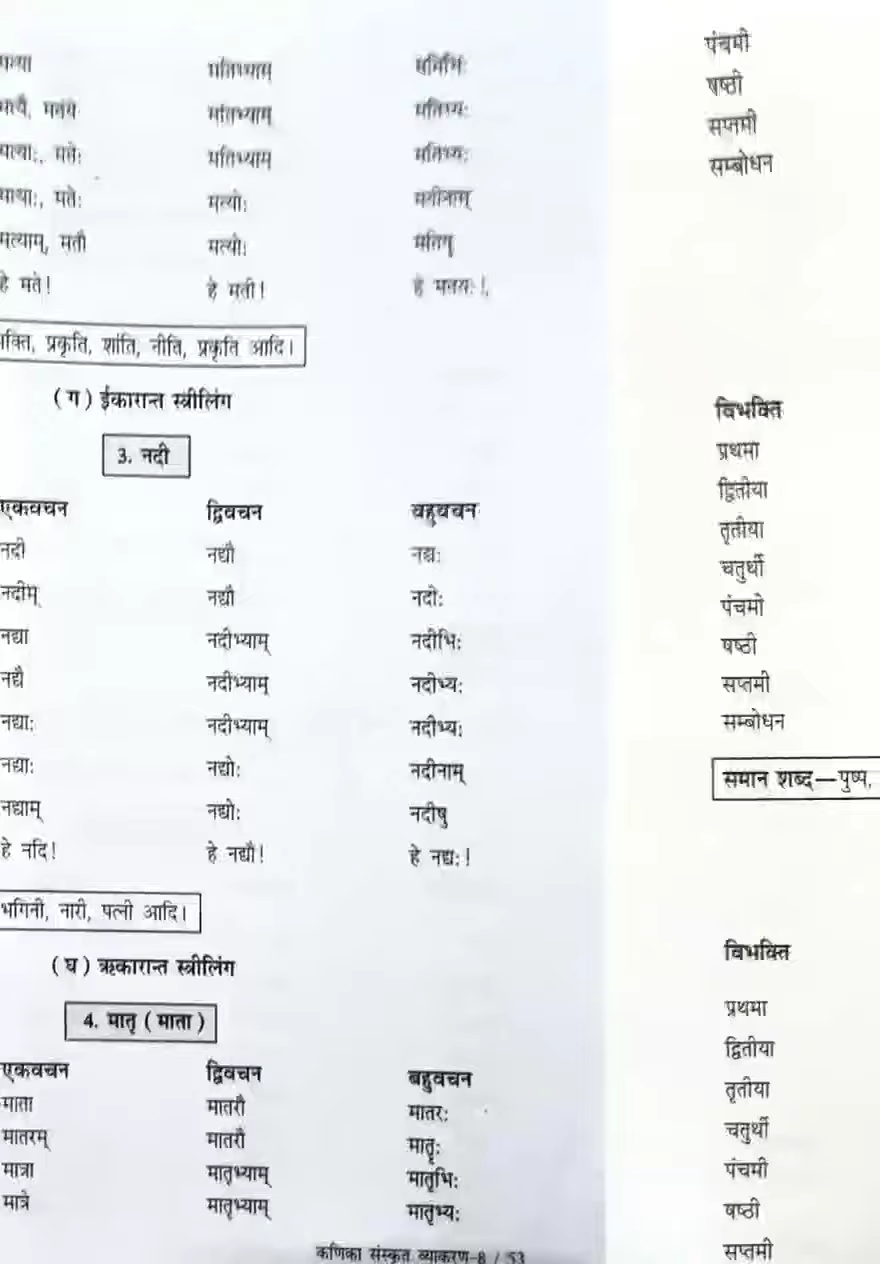 मत्या मतिभ्याम् मतिभिः
मत्यै, मतये मतिभ्याम् मतिभ्यः
मत्याः, मतेः मतिभ्याम् मतिभ्यः
मतेः मत्योः मतीनाम्
मत्याम्, मतौ मत्योः मतिषु
हे मते! हे मती! हे मतयः!
क्ति, प्रकृति, शांति, नीति, प्रकृति आदि।
(ग) ईकारान्त स्त्रीलिंग
3. नदी
एकवचन द्विवचन बहुवचन
नदी नद्यौ नद्यः
नदीम् नद्यौ नदीः
नद्या नदीभ्याम् नदीभिः
नद्यै नदीभ्याम् नदीभ्यः
नद्याः नदीभ्याम् नदीभ्यः
नद्याः नद्योः नदीनाम्
नद्याम् नद्योः नदीषु
हे नदि! हे नद्यौ! हे नद्यः!
भगिनी, नारी, पत्नी आदि।
(घ) ऋकारान्त स्त्रीलिंग
4. मातृ (माता)
एकवचन द्विवचन बहुवचन
माता मातरौ मातरः
मातरम् मातरौ मातॄः
मात्रा मातृभ्याम् मातृभिः
मात्रे मातृभ्याम् मातृभ्यः
कणिका संस्कृत व्याकरण-8 / 53
पंचमी
षष्ठी
सप्तमी
सम्बोधन
विभक्ति
प्रथमा
द्वितीया
तृतीया
चतुर्थी
पंचमी
षष्ठी
सप्तमी
सम्बोधन
समान शब्द—पुष्प,
विभक्ति
प्रथमा
द्वितीया
तृतीया
चतुर्थी
पंचमी
षष्ठी
सप्तमी